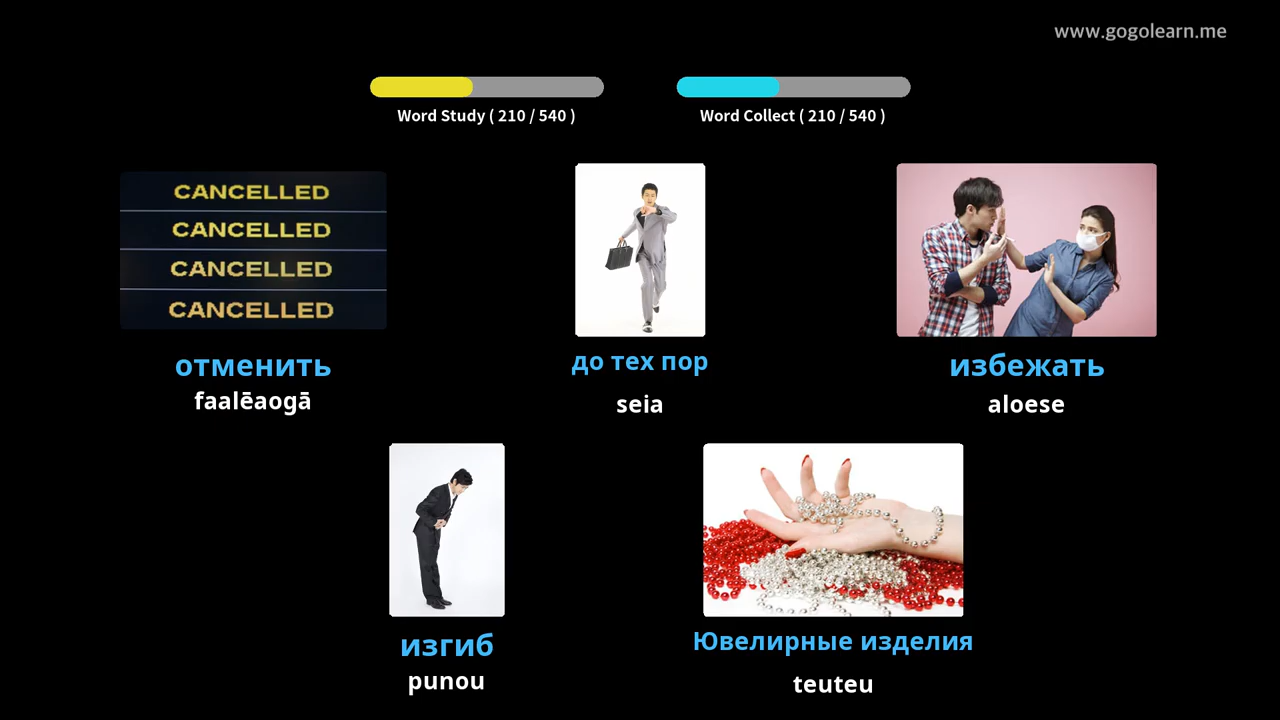 www.gogolearn.me
Word Study ( 210 / 540 )
Word Collect ( 210 / 540 )
CANCELLED
CANCELLED
CANCELLED
CANCELLED
отменить
faalēaogā
до тех пор
seia
избежать
aloese
изгиб
punou
Ювелирные изделия
teuteu